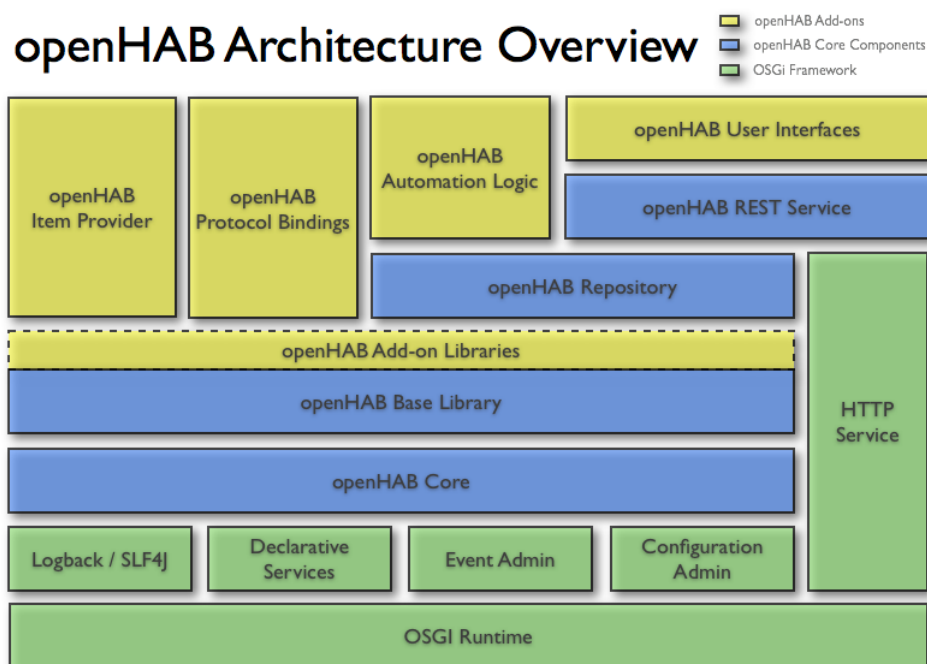 openHAB Architecture Overview
openHAB Add-ons
openHAB Core Components
OSGi Framework
openHAB
Item Provider
openHAB
Protocol Bindings
openHAB
Automation Logic
openHAB User Interfaces
openHAB REST Service
openHAB Repository
openHAB Add-on Libraries
openHAB Base Library
HTTP
Service
openHAB Core
Logback / SLF4J
Declarative
Services
Event Admin
Configuration
Admin
OSGI Runtime